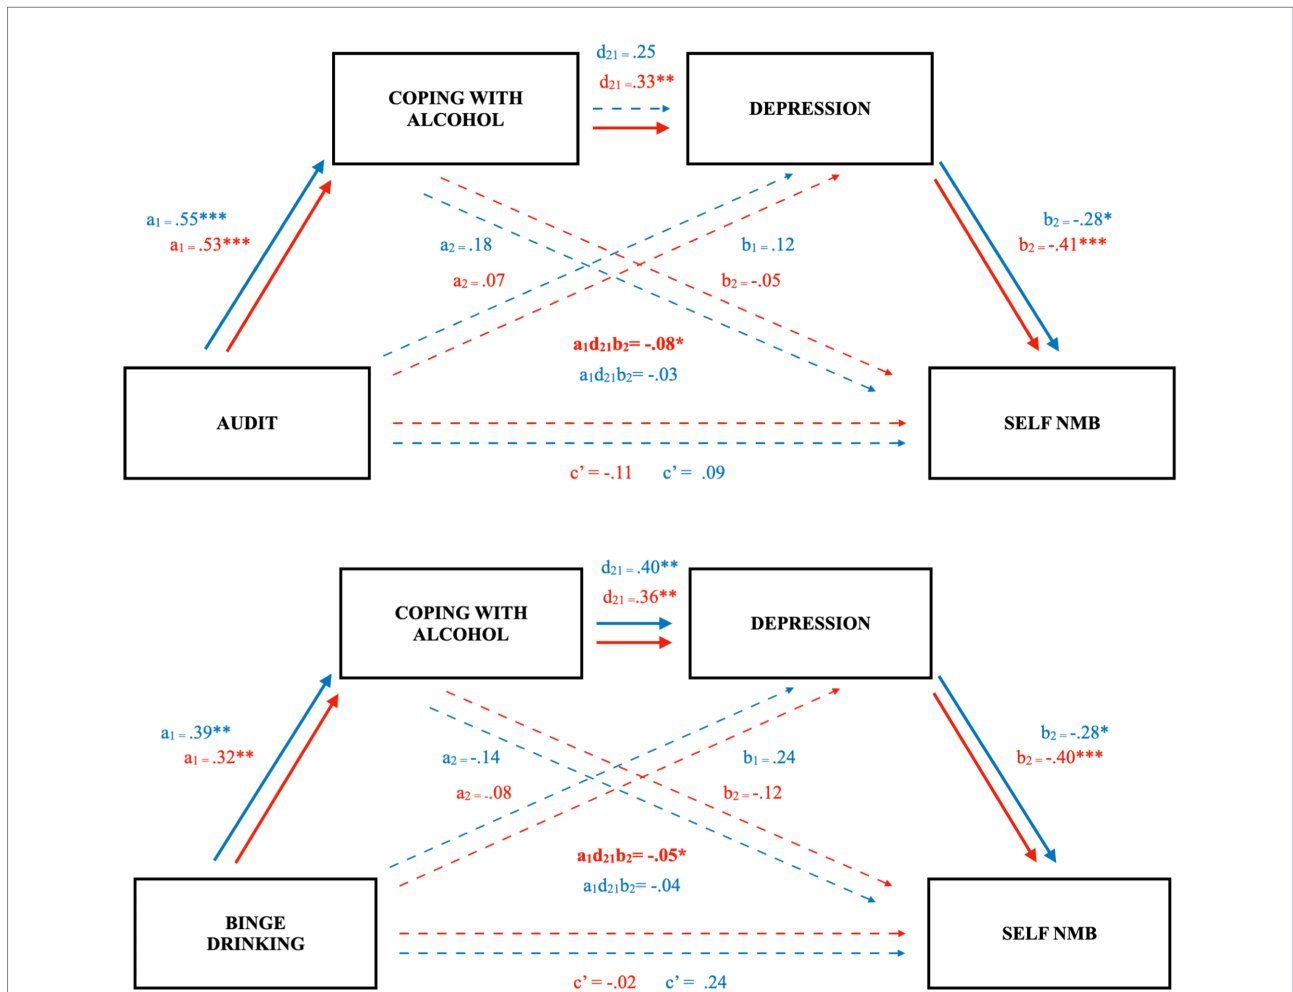 d21 = .25
d21 =.33**
COPING WITH
ALCOHOL
DEPRESSION
a1 = .55***
a1 = .53***
a2 = .18
a2 = .07
b1 = .12
b2 = -.05
b2 = -.28*
b2 = -.41***
a1d21b2= -.08*
a1d21b2= -.03
AUDIT
SELF NMB
c’ = -.11 c’ = .09
d21 = .40**
d21 =.36**
COPING WITH
ALCOHOL
DEPRESSION
a1 = .39**
a1 = .32**
a2 = -.14
a2 = -.08
b1 = .24
b2 = -.12
b2 = -.28*
b2 = -.40***
a1d21b2= -.05*
a1d21b2= -.04
BINGE
DRINKING
SELF NMB
c’ = -.02 c’ = .24